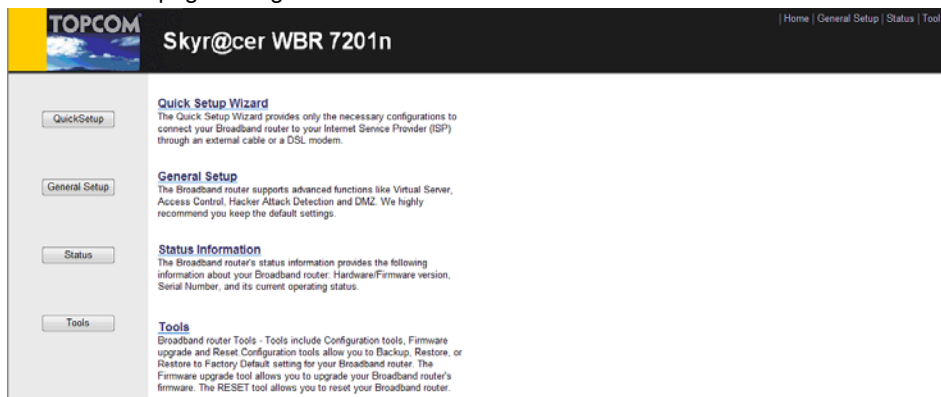 TOPCOM
Skyr@cer WBR 7201n
| Home | General Setup | Status | Tool
QuickSetup
Quick Setup Wizard
The Quick Setup Wizard provides only the necessary configurations to
connect your Broadband router to your Internet Service Provider (ISP)
through an external cable or a DSL modem.
General Setup
General Setup
The Broadband router supports advanced functions like Virtual Server,
Access Control, Hacker Attack Detection and DMZ. We highly
recommend you keep the default settings.
Status
Status Information
The Broadband router's status information provides the following
information about your Broadband router: Hardware/Firmware version,
Serial Number, and its current operating status.
Tools
Tools
Broadband router Tools - Tools include Configuration tools, Firmware
upgrade and Reset.Configuration tools allow you to Backup, Restore, or
Restore to Factory Default setting for your Broadband router. The
Firmware upgrade tool allows you to upgrade your Broadband router's
firmware. The RESET tool allows you to reset your Broadband router.